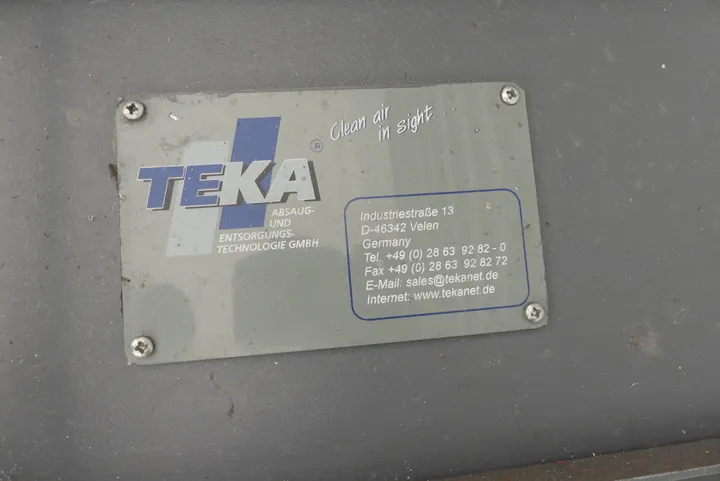 Clean air
in sight...
TEKA®
ABSAUG-
UND
ENTSORGUNGS-
TECHNOLOGIE GMBH
Industriestraße 13
D-46342 Velen
Germany
Tel. +49 (0) 28 63 92 82 - 0
Fax +49 (0) 28 63 92 82 72
E-Mail: sales@tekanet.de
Internet: www.tekanet.de